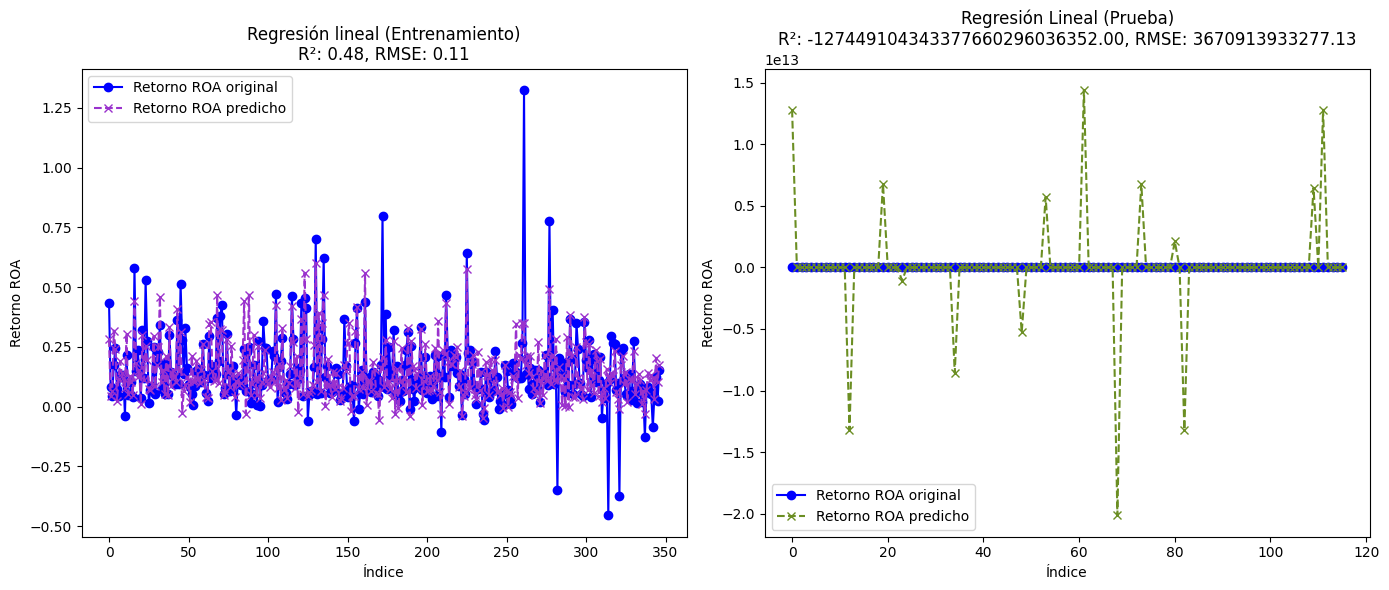 Regresión lineal (Entrenamiento)
R²: 0.48, RMSE: 0.11
Retorno ROA original
Retorno ROA predicho
1.25
1.00
0.75
0.50
0.25
0.00
−0.25
−0.50
Retorno ROA
0 50 100 150 200 250 300 350
Índice
Regresión Lineal (Prueba)
R²: -127449104343377660296036352.00, RMSE: 3670913933277.13
1e13
1.5
1.0
0.5
0.0
−0.5
−1.0
−1.5
−2.0
Retorno ROA
Retorno ROA original
Retorno ROA predicho
0 20 40 60 80 100 120
Índice